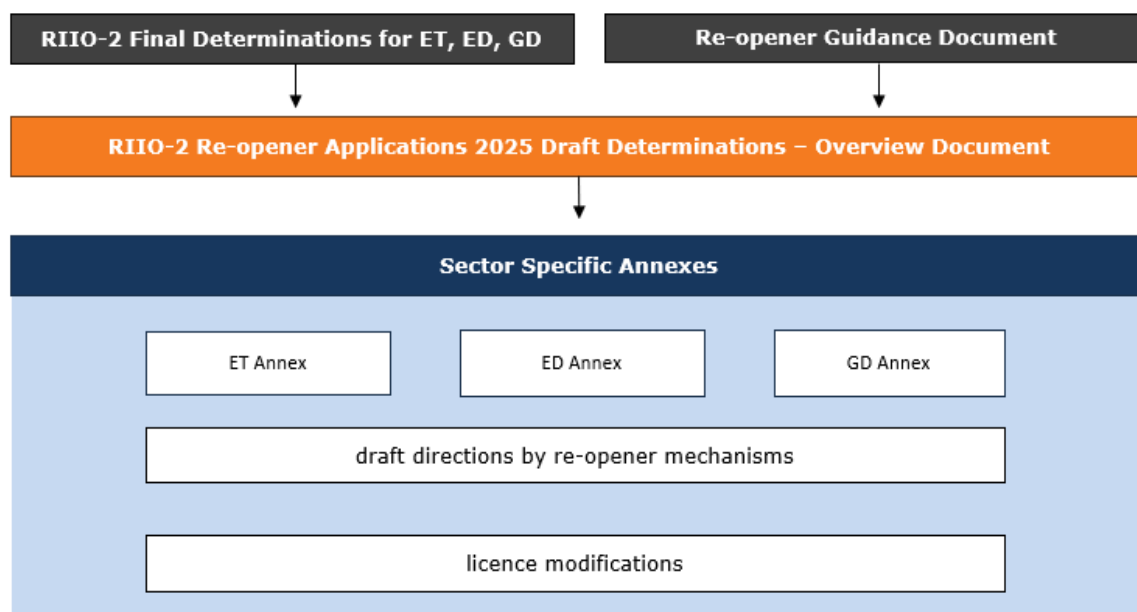 RIIO-2 Final Determinations for ET, ED, GD
Re-opener Guidance Document
RIIO-2 Re-opener Applications 2025 Draft Determinations – Overview Document
Sector Specific Annexes
ET Annex
ED Annex
GD Annex
draft directions by re-opener mechanisms
licence modifications